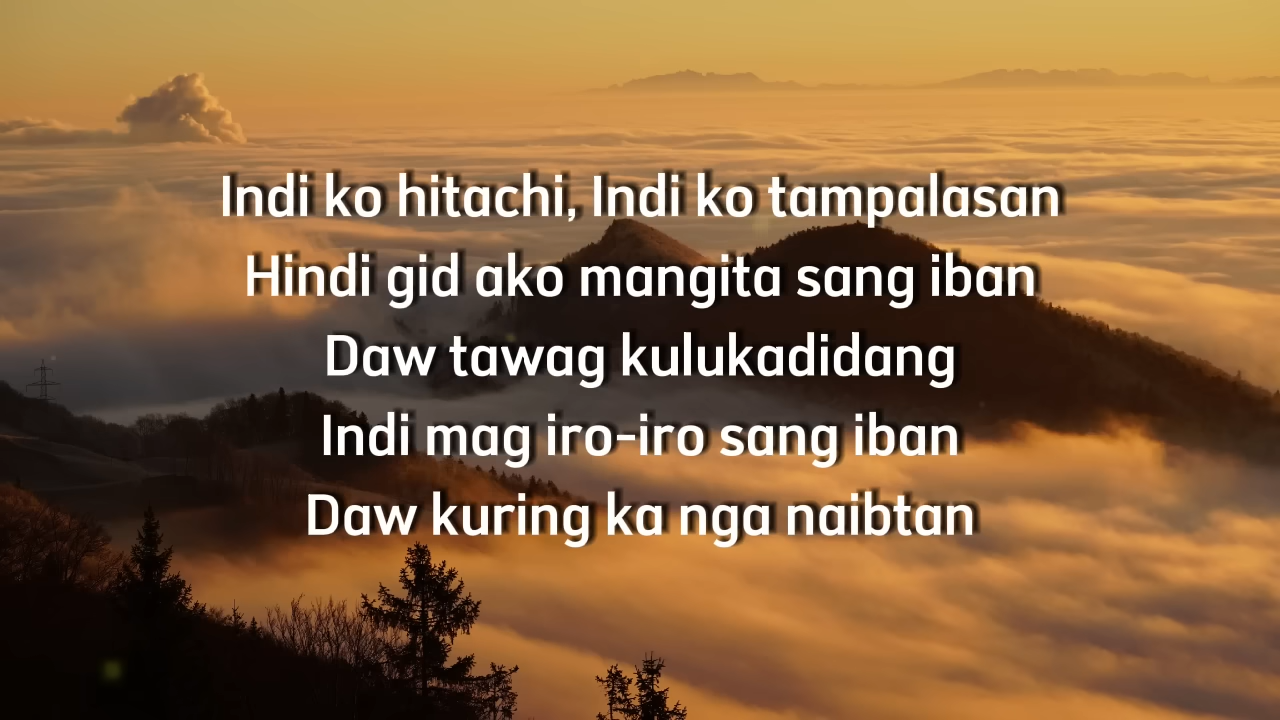 Indi ko hitachi, Indi ko tampalasan
Hindi gid ako mangita sang iban
Daw tawag kulukadidang
Indi mag iro-iro sang iban
Daw kuring ka nga naibtan